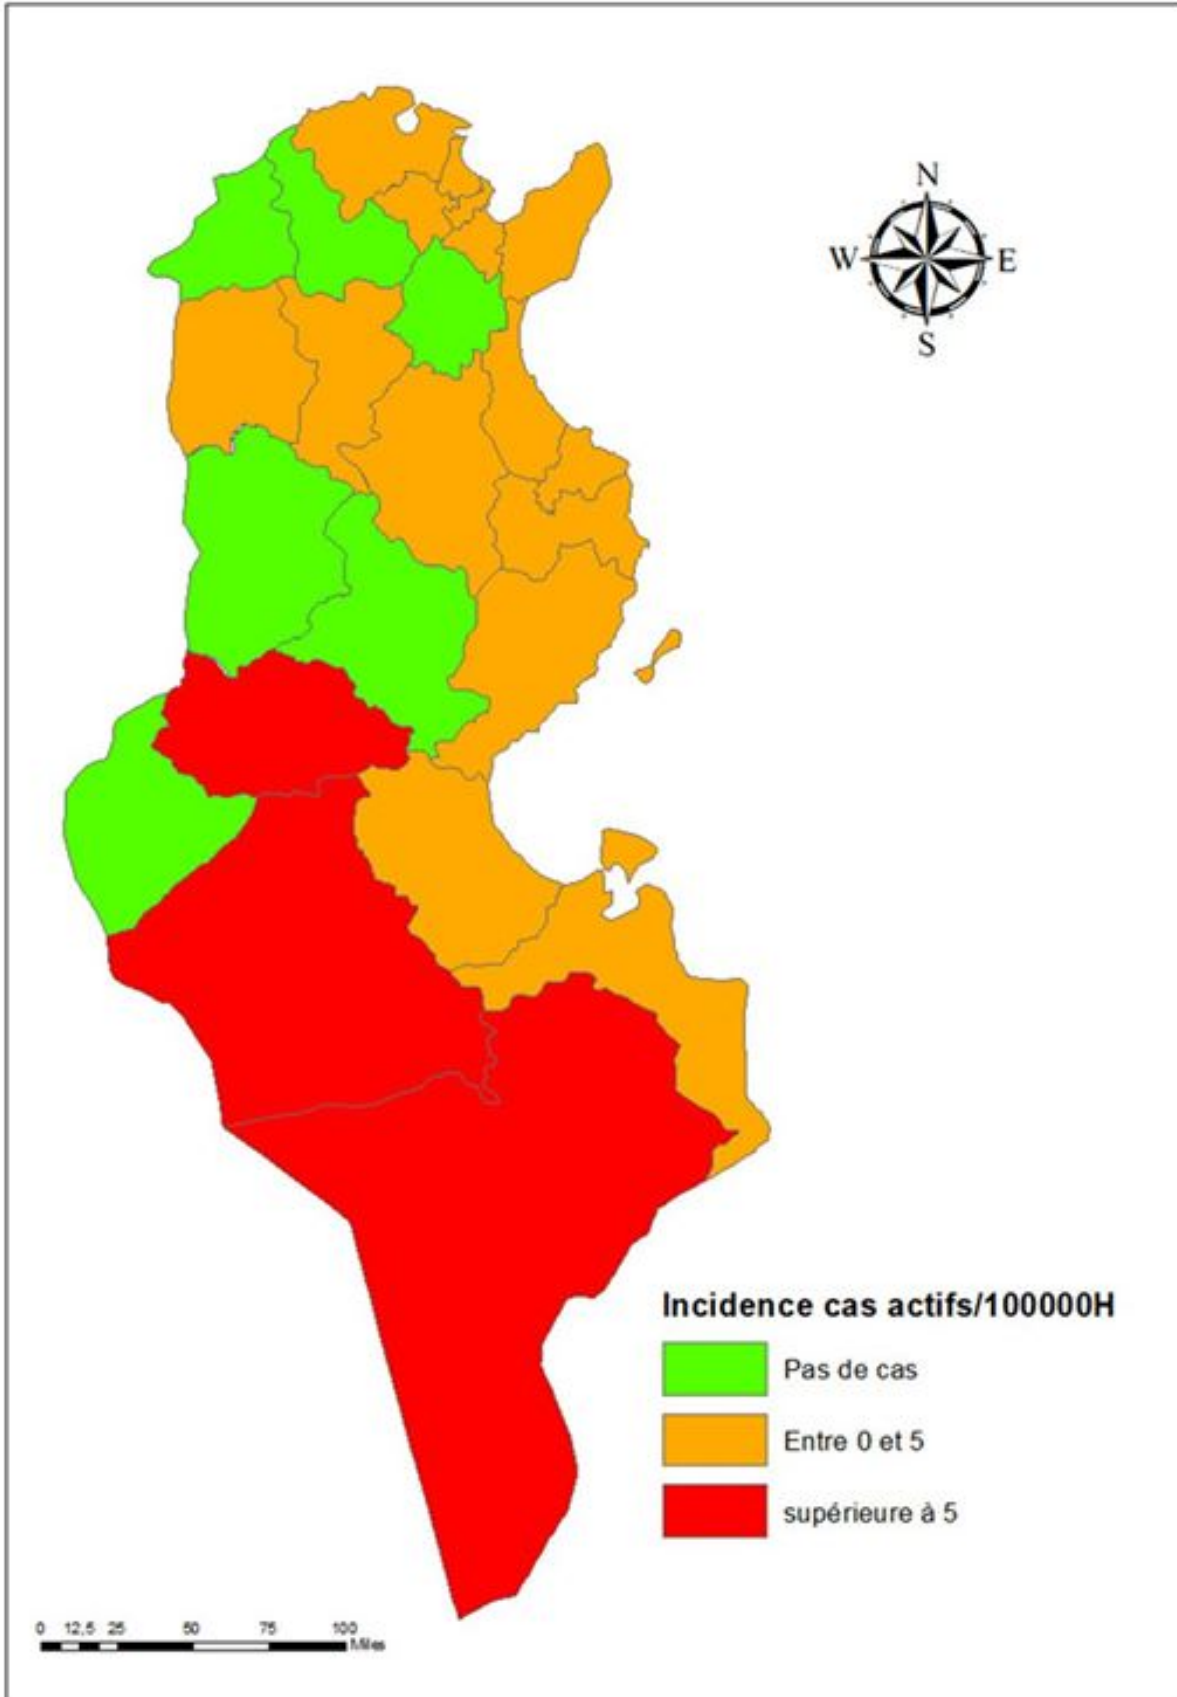 N
W E
S
Incidence cas actifs/100000H
Pas de cas
Entre 0 et 5
supérieure à 5
0 12,5 25 50 75 100
Miles